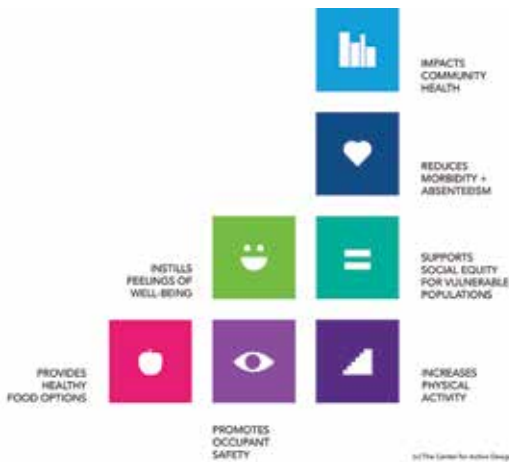 IMPACTS
COMMUNITY
HEALTH
REDUCES
MORBIDITY +
ABSENTEEISM
INSTILLS
FEELINGS OF
WELL-BEING
SUPPORTS
SOCIAL EQUITY
FOR VULNERABLE
POPULATIONS
PROVIDES
HEALTHY
FOOD OPTIONS
INCREASES
PHYSICAL
ACTIVITY
PROMOTES
OCCUPANT
SAFETY
(c) The Center for Active Desig